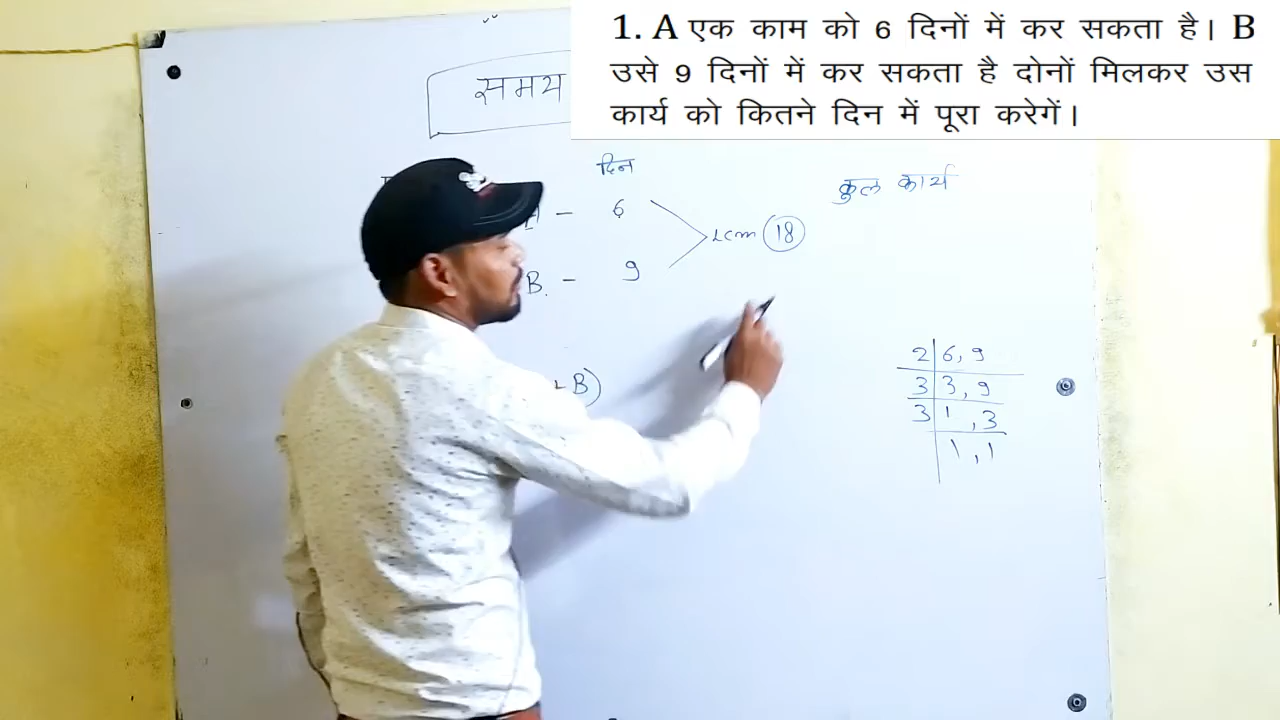 1. A एक काम को 6 दिनों में कर सकता है। B
उसे 9 दिनों में कर सकता है दोनों मिलकर उस
कार्य को कितने दिन में पूरा करेगें।
समय
दिन
कुल कार्य
A – 6
Lcm 18
B. – 9
B)
2 | 6, 9
3 | 3, 9
3 | 1, 3
1, 1